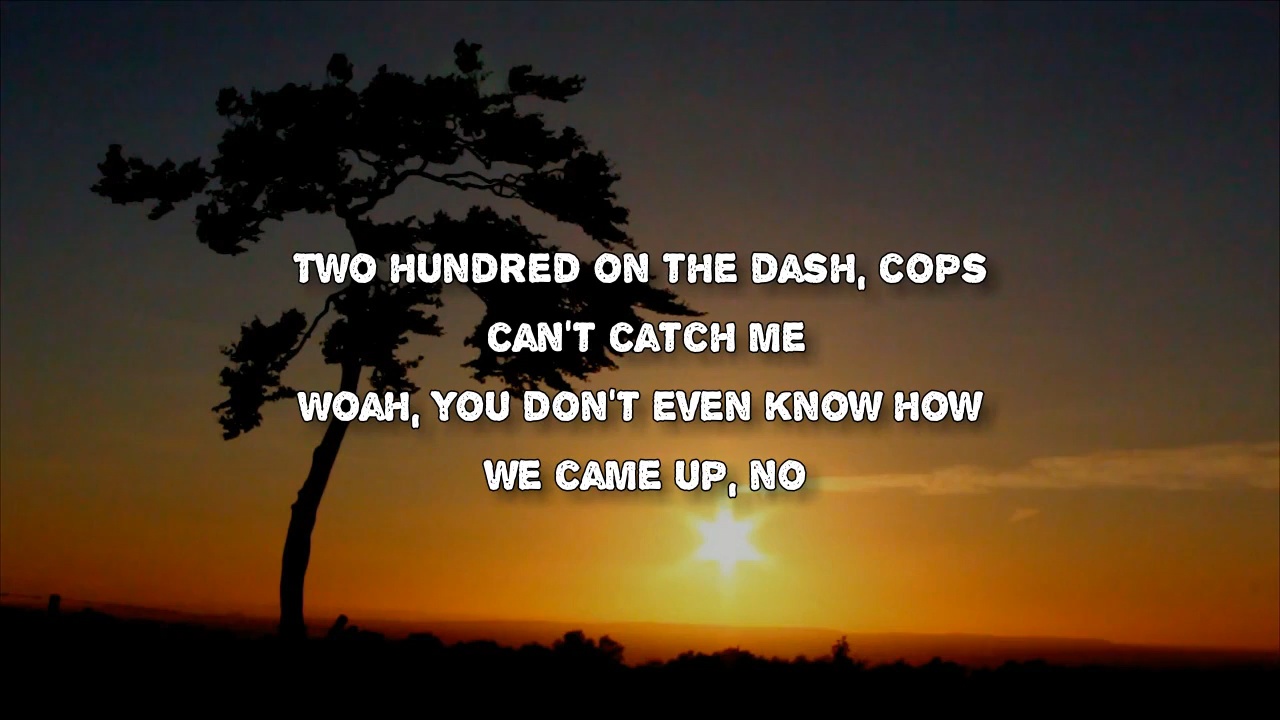 TWO HUNDRED ON THE DASH, COPS
CAN'T CATCH ME
WOAH, YOU DON'T EVEN KNOW HOW
WE CAME UP, NO